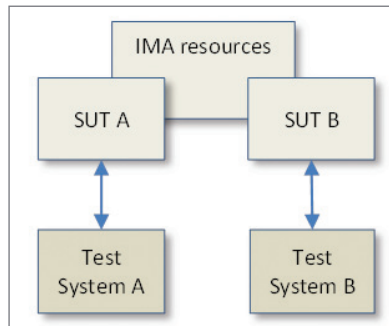 IMA resources
SUT A
SUT B
Test
System A
Test
System B